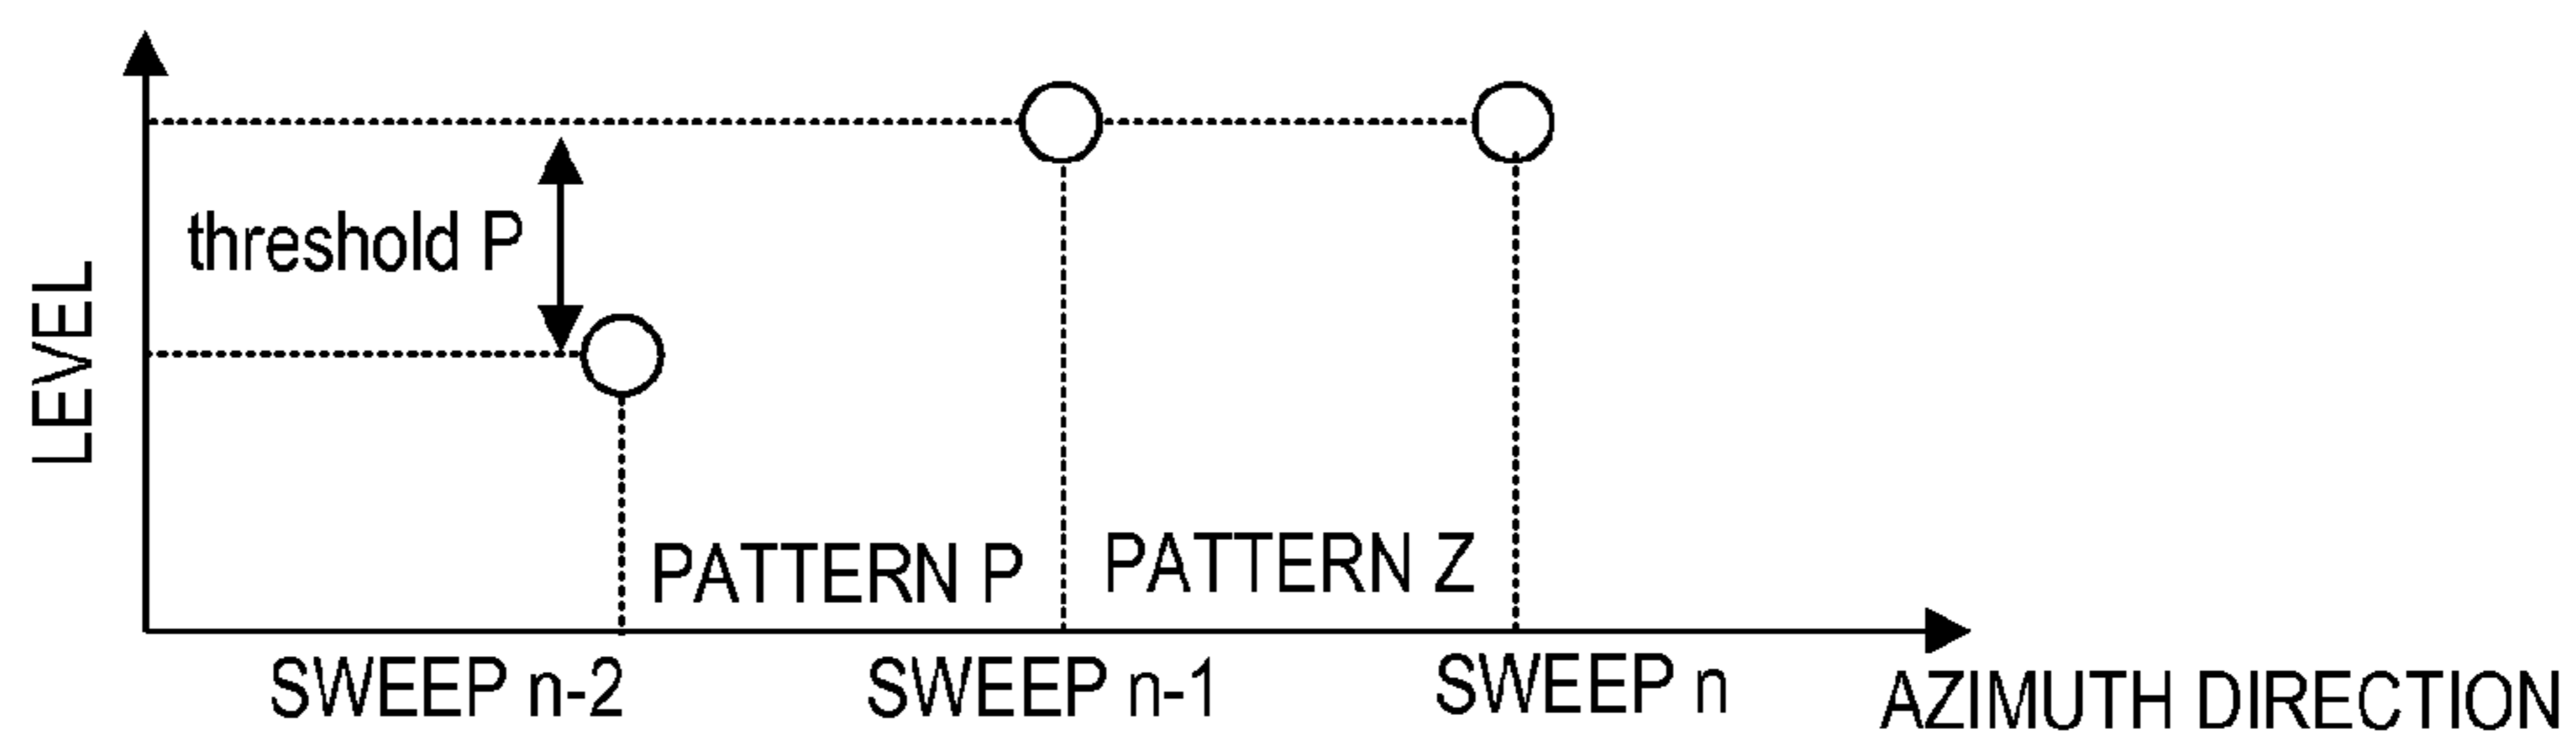 LEVEL
threshold P
PATTERN P
PATTERN Z
SWEEP n-2
SWEEP n-1
SWEEP n
AZIMUTH DIRECTION